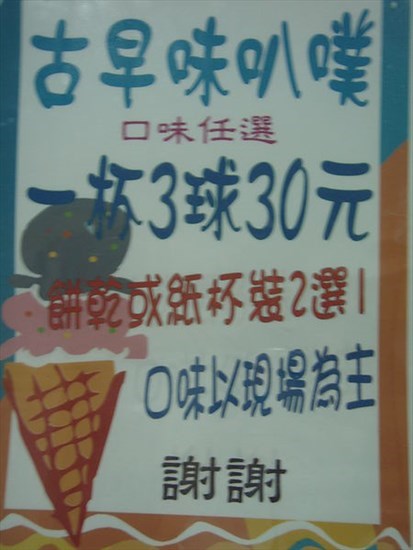 古早味叭噗
口味任選
一杯3球30元
餅乾或紙杯裝2選1
口味以現場為主
謝謝